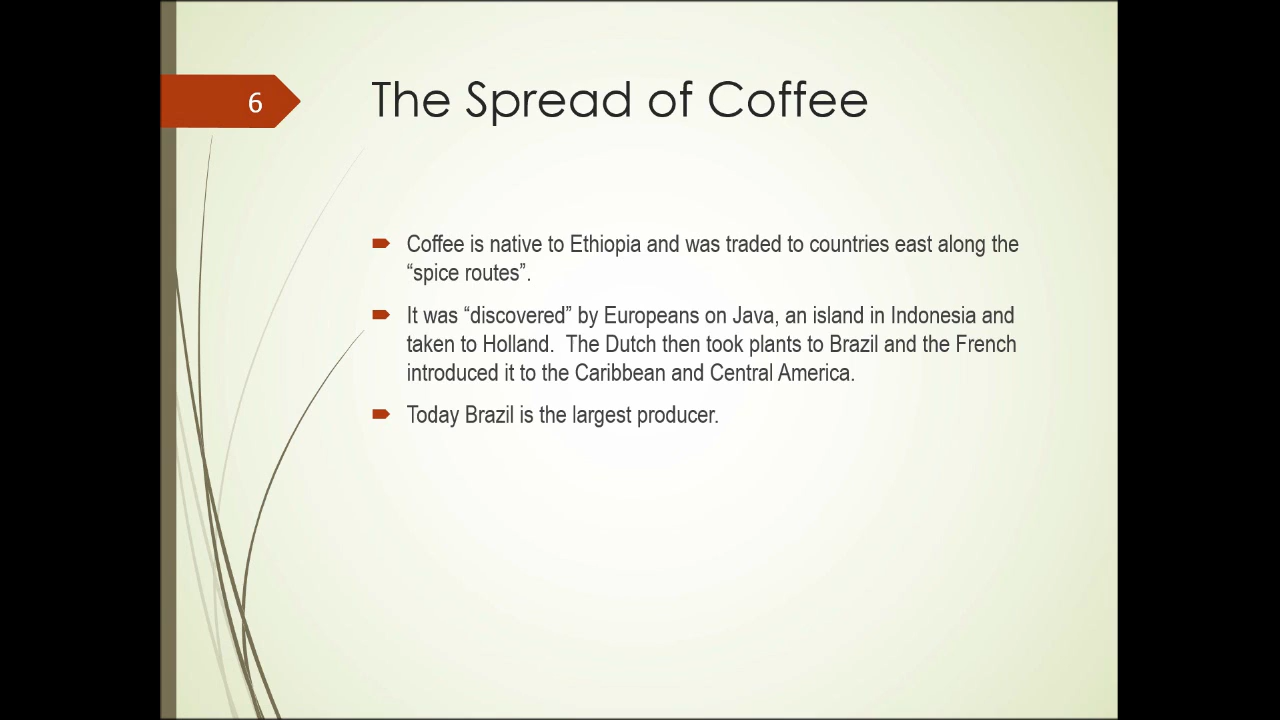 6
The Spread of Coffee
Coffee is native to Ethiopia and was traded to countries east along the
“spice routes”.
It was “discovered” by Europeans on Java, an island in Indonesia and
taken to Holland.  The Dutch then took plants to Brazil and the French
introduced it to the Caribbean and Central America.
Today Brazil is the largest producer.